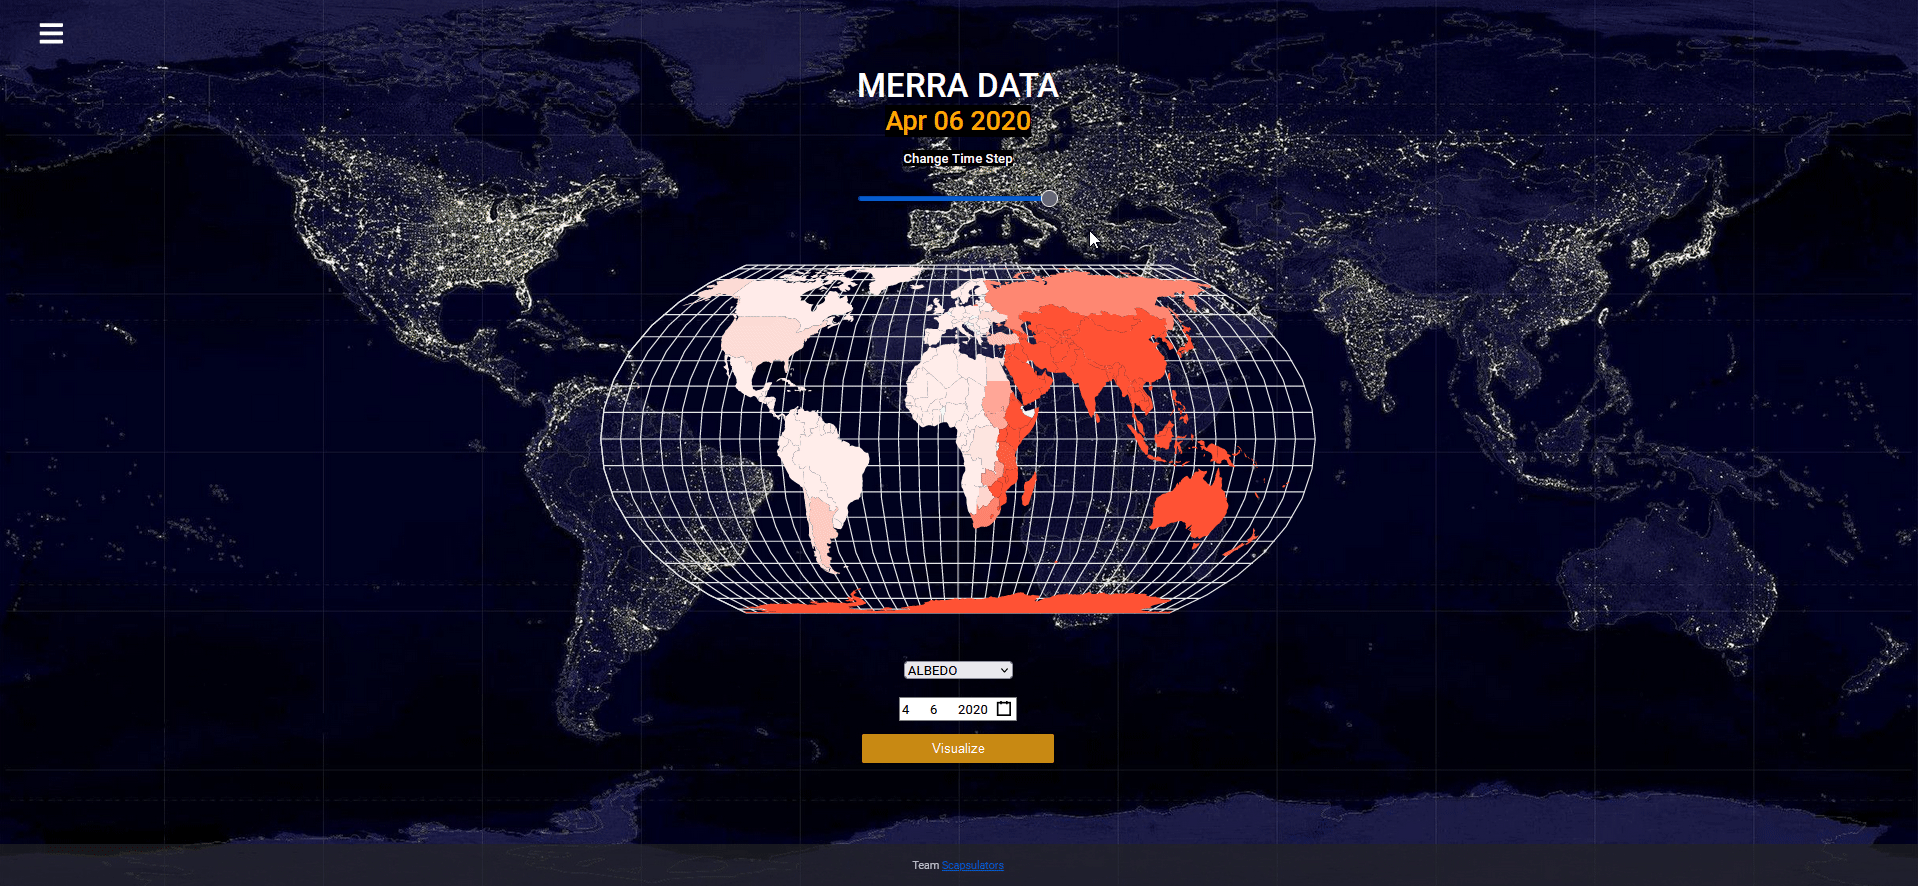 MERRA DATA
Apr 06 2020
Change Time Step
ALBEDO
4 6 2020
Visualize
Team Scapsulators